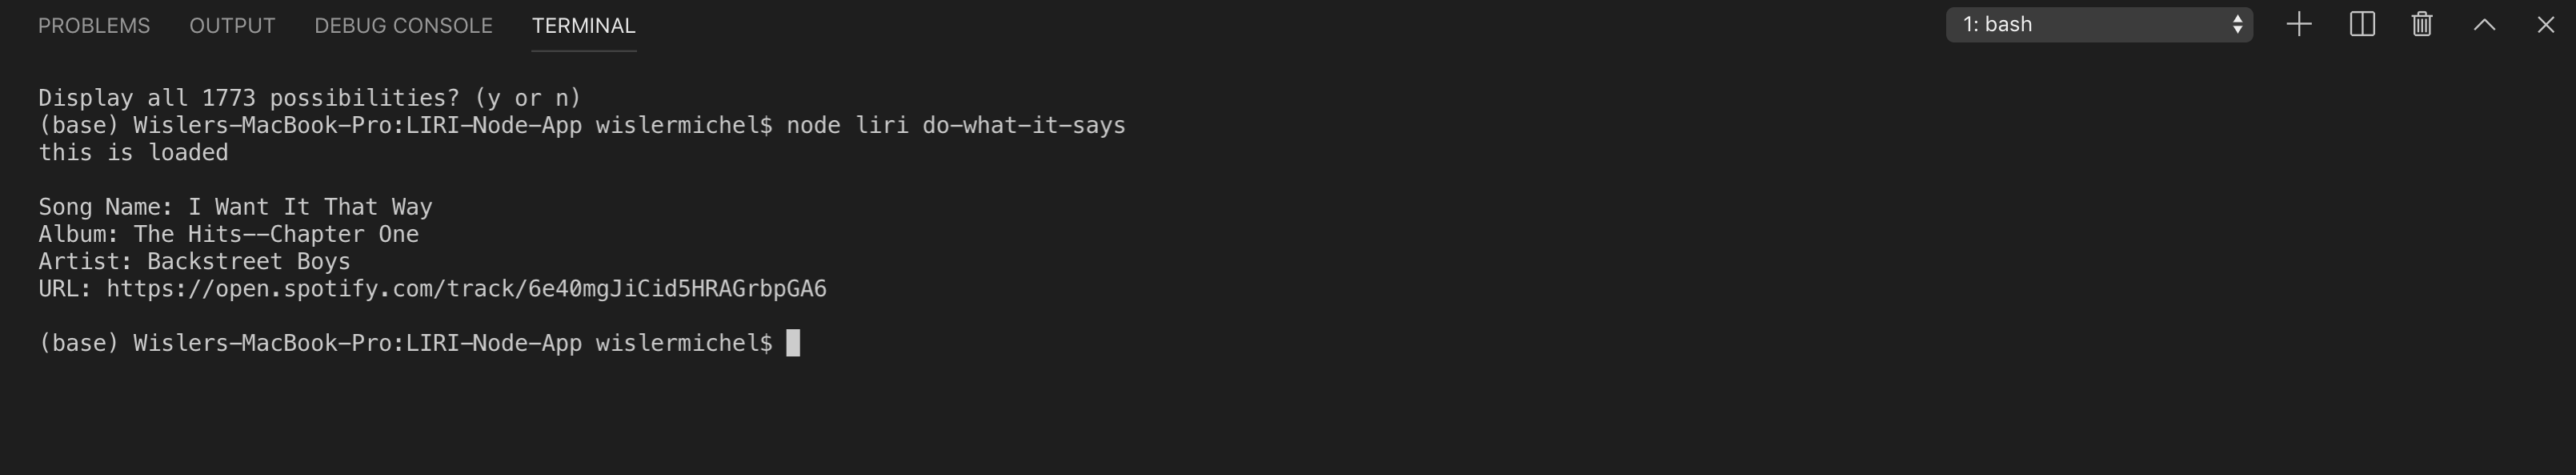 PROBLEMS OUTPUT DEBUG CONSOLE TERMINAL 1: bash
Display all 1773 possibilities? (y or n)
(base) Wislers-MacBook-Pro:LIRI-Node-App wislermichel$ node liri do-what-it-says
this is loaded
Song Name: I Want It That Way
Album: The Hits--Chapter One
Artist: Backstreet Boys
URL: https://open.spotify.com/track/6e40mgJiCid5HRAGrbpGA6
(base) Wislers-MacBook-Pro:LIRI-Node-App wislermichel$